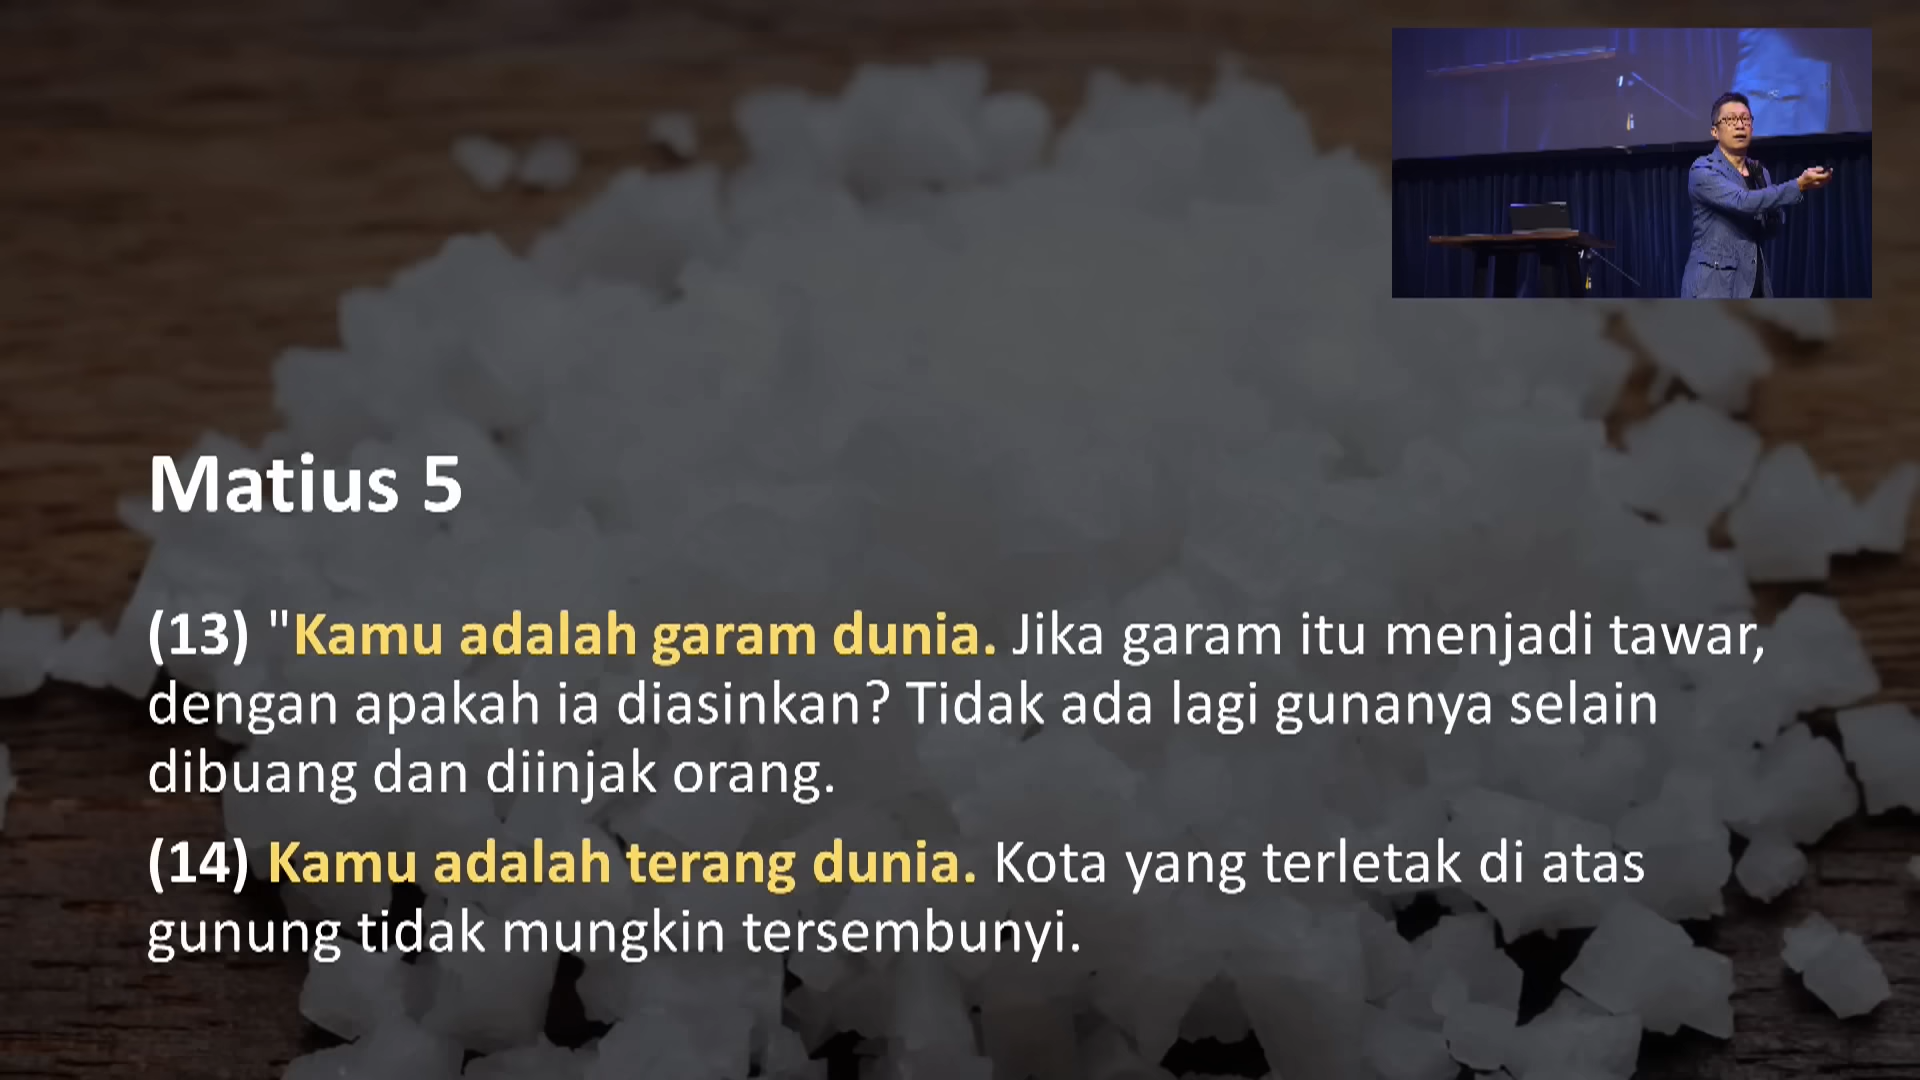 Matius 5
(13) "Kamu adalah garam dunia. Jika garam itu menjadi tawar,
dengan apakah ia diasinkan? Tidak ada lagi gunanya selain
dibuang dan diinjak orang.
(14) Kamu adalah terang dunia. Kota yang terletak di atas
gunung tidak mungkin tersembunyi.